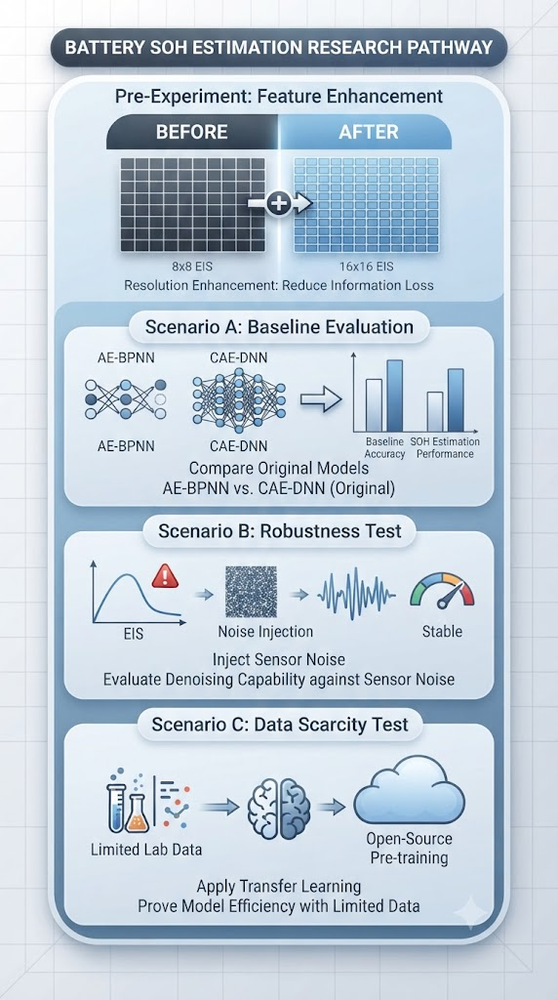 BATTERY SOH ESTIMATION RESEARCH PATHWAY
Pre-Experiment: Feature Enhancement
BEFORE
AFTER
8x8 EIS
16x16 EIS
Resolution Enhancement: Reduce Information Loss
Scenario A: Baseline Evaluation
AE-BPNN
CAE-DNN
AE-BPNN
CAE-DNN
Baseline
Accuracy
SOH Estimation
Performance
Compare Original Models
AE-BPNN vs. CAE-DNN (Original)
Scenario B: Robustness Test
EIS
Noise Injection
Stable
Inject Sensor Noise
Evaluate Denoising Capability against Sensor Noise
Scenario C: Data Scarcity Test
Limited Lab Data
Open-Source
Pre-training
Apply Transfer Learning
Prove Model Efficiency with Limited Data